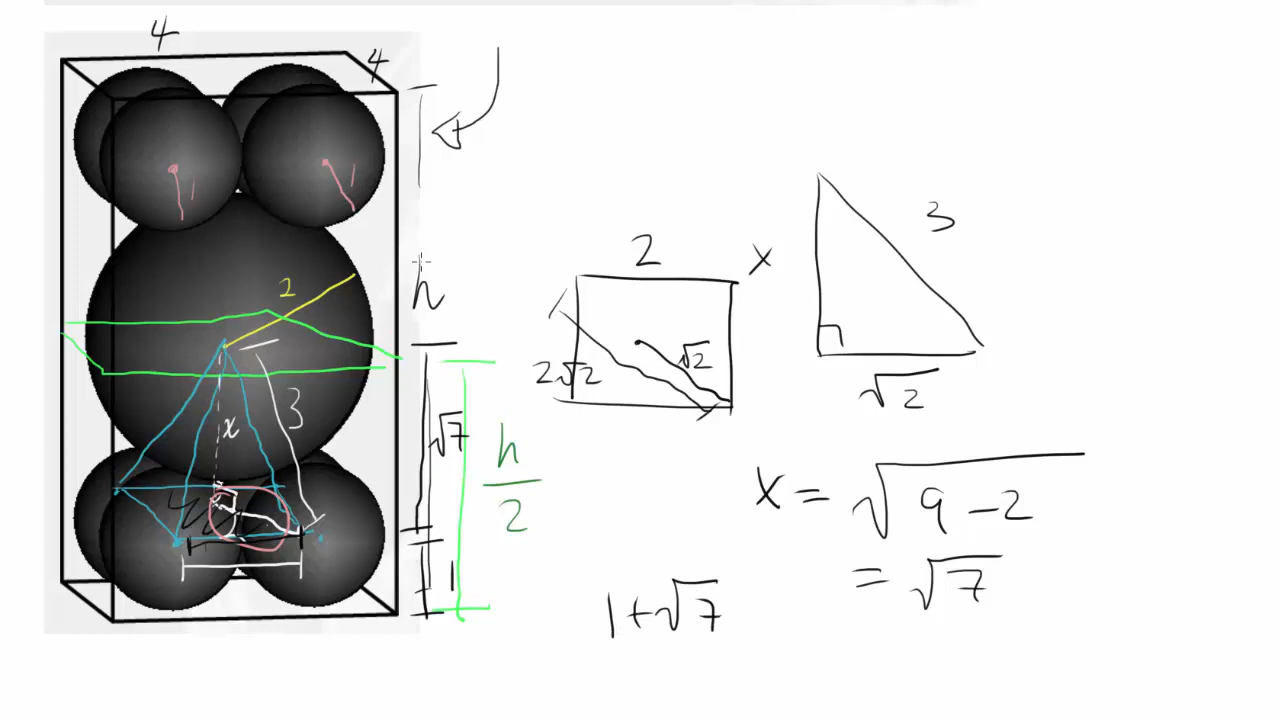 4
4
1
1
2
h
x
3
√7
1
h
2
2
2√2
√2
x
3
√2
x = √9 - 2
= √7
1 + √7